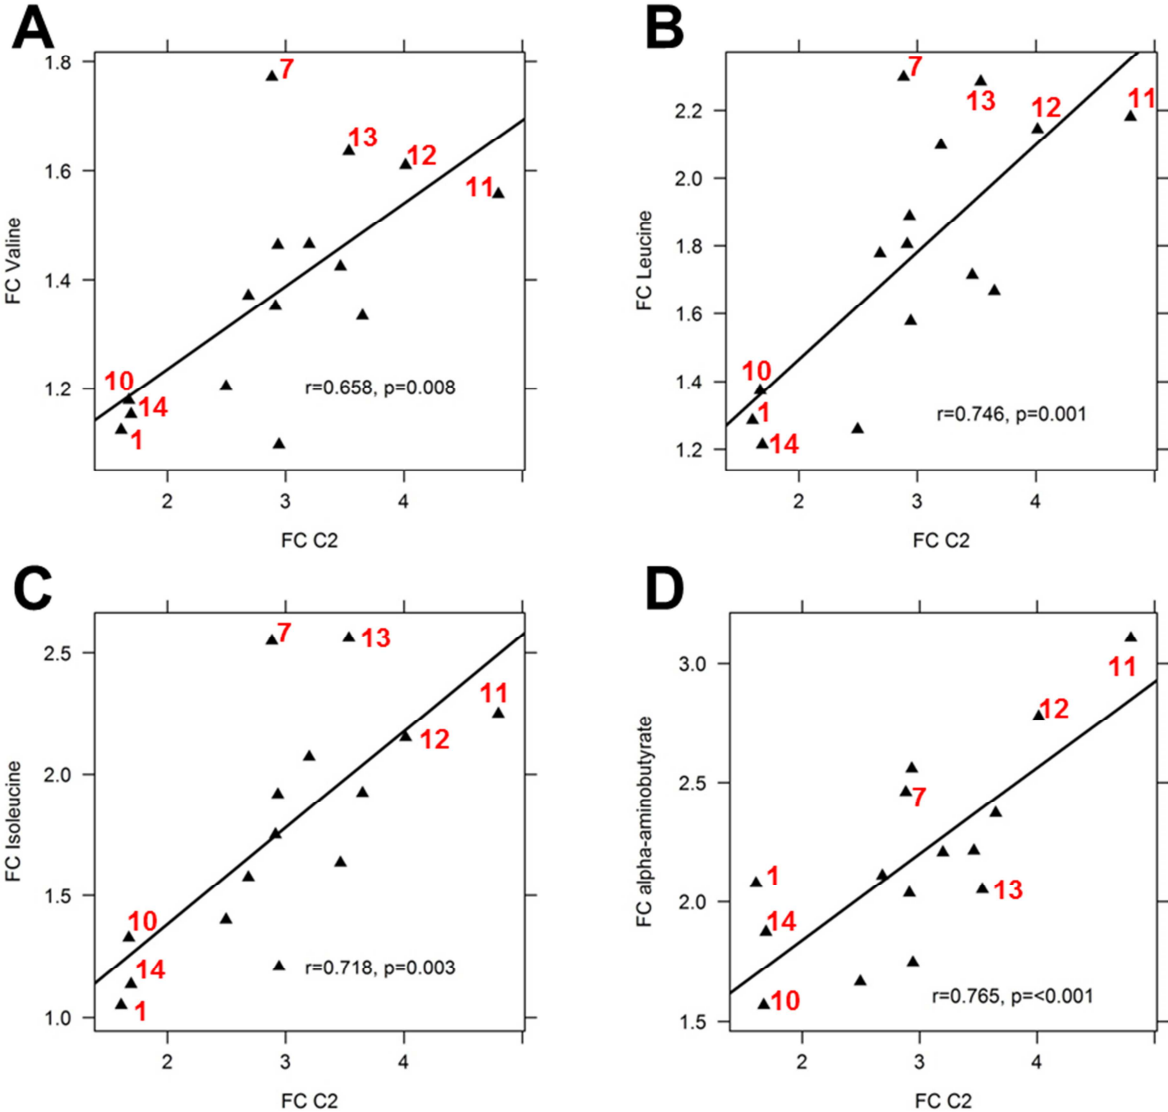 A
FC Valine
1.8
1.6
1.4
1.2
7
13
12
11
10
14
1
r=0.658, p=0.008
2 3 4
FC C2
B
FC Leucine
2.2
2.0
1.8
1.6
1.4
1.2
7
13
12
11
10
1
14
r=0.746, p=0.001
2 3 4
FC C2
C
FC Isoleucine
2.5
2.0
1.5
1.0
7
13
11
12
10
14
1
r=0.718, p=0.003
2 3 4
FC C2
D
FC alpha-aminobutyrate
3.0
2.5
2.0
1.5
11
12
7
1
13
14
10
r=0.765, p=<0.001
2 3 4
FC C2